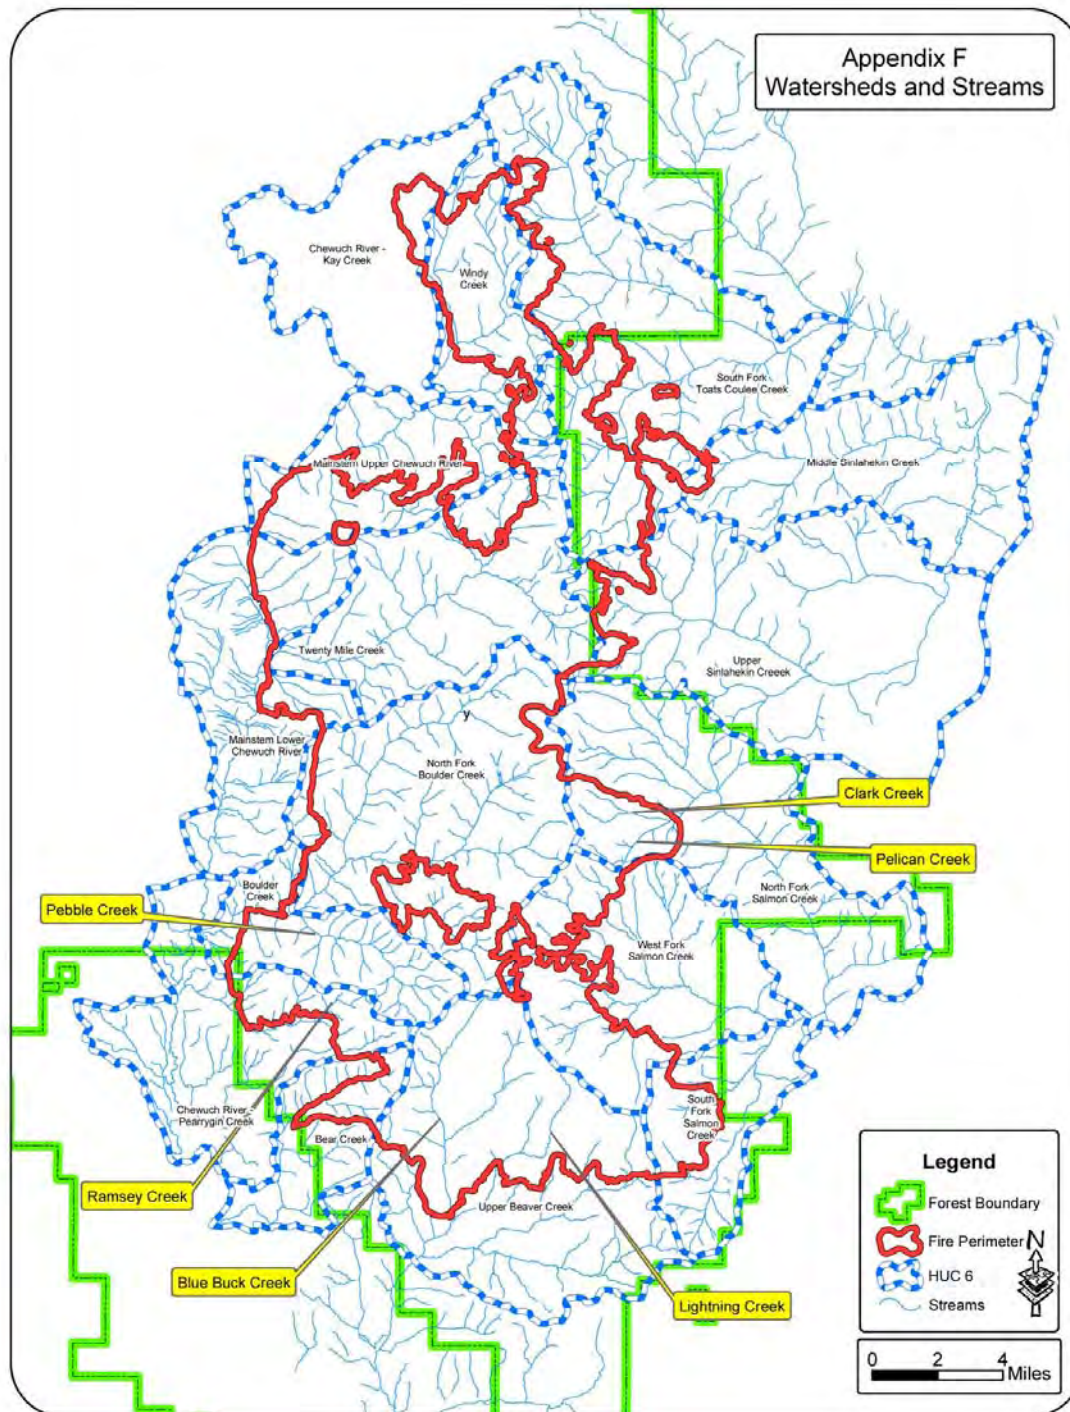 Appendix F
Watersheds and Streams
Chewuch River -
Kay Creek
Windy
Creek
South Fork
Toats Coulee Creek
Mainstem Upper Chewuch River
Middle Sinlahekin Creek
Twenty Mile Creek
Upper
Sinlahekin Creeek
y
Mainstem Lower
Chewuch River
North Fork
Boulder Creek
Clark Creek
Pelican Creek
Boulder
Creek
North Fork
Salmon Creek
Pebble Creek
West Fork
Salmon Creek
Chewuch River
Pearrygin Creek
South
Fork
Salmon
Creek
Bear Creek
Ramsey Creek
Upper Beaver Creek
Blue Buck Creek
Lightning Creek
Legend
Forest Boundary
Fire Perimeter
N
HUC 6
Streams
0 2 4
Miles